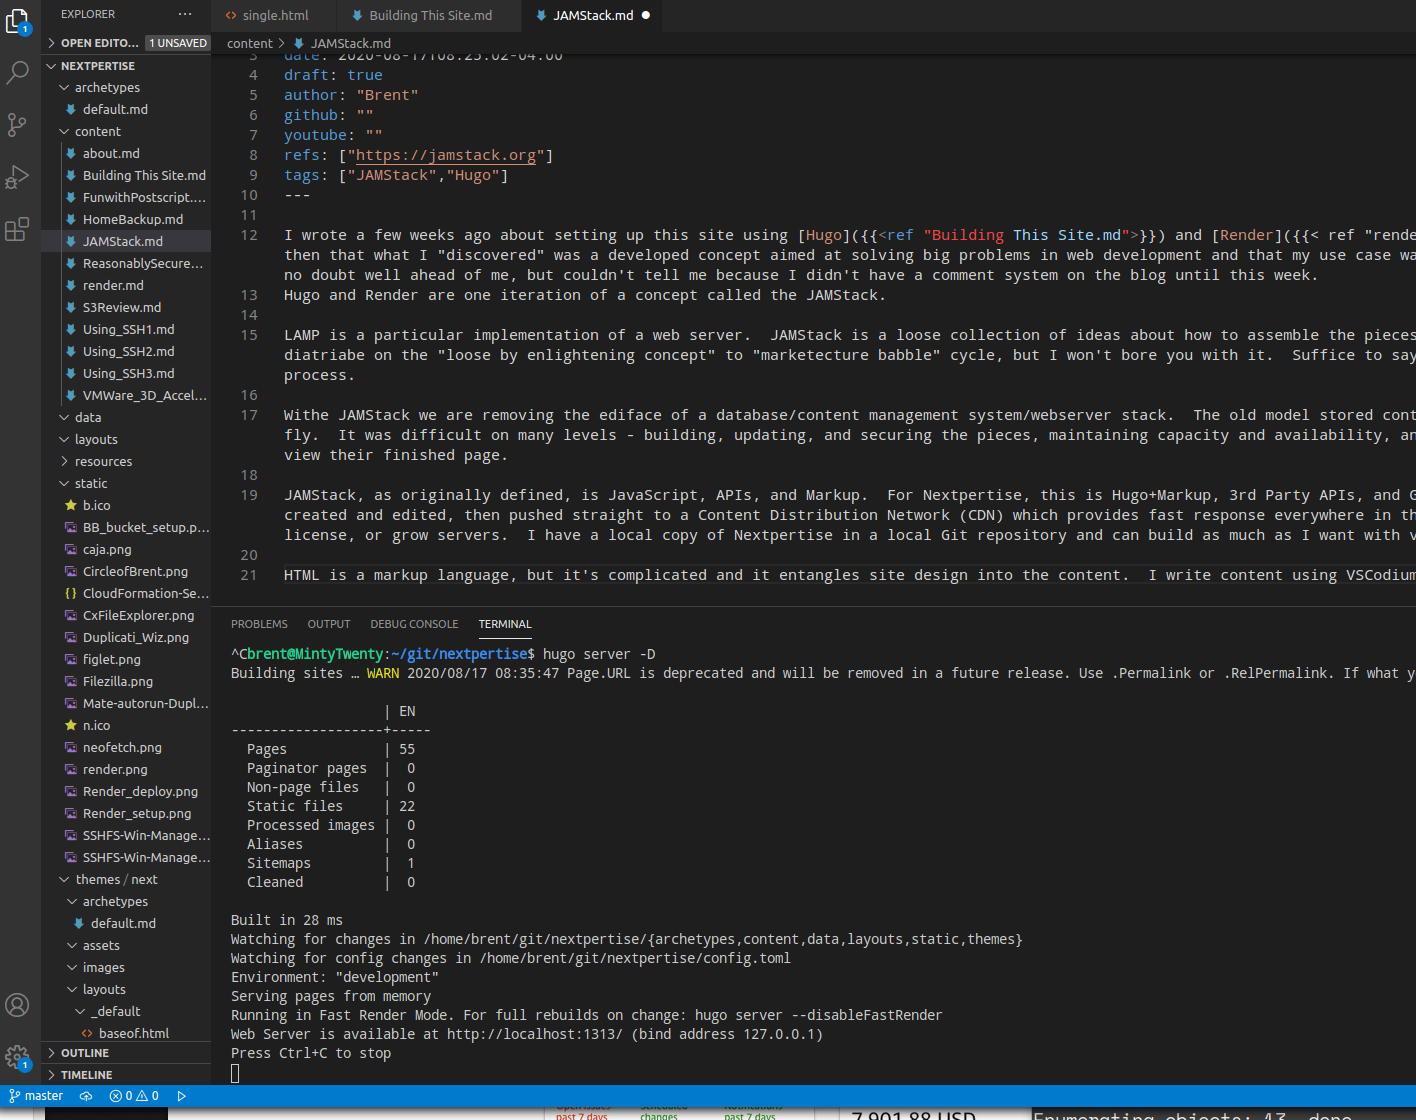 EXPLORER
···
OPEN EDITO... 1 UNSAVED
NEXTPERTISE
archetypes
default.md
content
about.md
Building This Site.md
FunwithPostscript....
HomeBackup.md
JAMStack.md
ReasonablySecure...
render.md
S3Review.md
Using_SSH1.md
Using_SSH2.md
Using_SSH3.md
VMWare_3D_Accel...
data
layouts
resources
static
b.ico
BB_bucket_setup.p...
caja.png
CircleofBrent.png
CloudFormation-Se...
CxFileExplorer.png
Duplicati_Wiz.png
figlet.png
Filezilla.png
Mate-autorun-Dupl...
n.ico
neofetch.png
render.png
Render_deploy.png
Render_setup.png
SSHFS-Win-Manage...
SSHFS-Win-Manage...
themes / next
archetypes
default.md
assets
images
layouts
_default
baseof.html
OUTLINE
TIMELINE
1
1
single.html
Building This Site.md
JAMStack.md
content > JAMStack.md
3 date: 2020-08-17T08:25:02-04:00
4 draft: true
5 author: "Brent"
6 github: ""
7 youtube: ""
8 refs: ["https://jamstack.org"]
9 tags: ["JAMStack","Hugo"]
10 ---
11
12 I wrote a few weeks ago about setting up this site using [Hugo]({{<ref "Building This Site.md">}}) and [Render]({{< ref "rende
then that what I "discovered" was a developed concept aimed at solving big problems in web development and that my use case wa
no doubt well ahead of me, but couldn't tell me because I didn't have a comment system on the blog until this week.
13 Hugo and Render are one iteration of a concept called the JAMStack.
14
15 LAMP is a particular implementation of a web server.  JAMStack is a loose collection of ideas about how to assemble the pieces
diatriabe on the "loose by enlightening concept" to "marketecture babble" cycle, but I won't bore you with it.  Suffice to say
process.
16
17 Withe JAMStack we are removing the ediface of a database/content management system/webserver stack.  The old model stored cont
fly.  It was difficult on many levels - building, updating, and securing the pieces, maintaining capacity and availability, an
view their finished page.
18
19 JAMStack, as originally defined, is JavaScript, APIs, and Markup.  For Nextpertise, this is Hugo+Markup, 3rd Party APIs, and G
created and edited, then pushed straight to a Content Distribution Network (CDN) which provides fast response everywhere in th
license, or grow servers.  I have a local copy of Nextpertise in a local Git repository and can build as much as I want with v
20
21 HTML is a markup language, but it's complicated and it entangles site design into the content.  I write content using VSCodium
PROBLEMS OUTPUT DEBUG CONSOLE TERMINAL
^Cbrent@MintyTwenty:~/git/nextpertise$ hugo server -D
Building sites … WARN 2020/08/17 08:35:47 Page.URL is deprecated and will be removed in a future release. Use .Permalink or .RelPermalink. If what y
| EN
-------------------+-----
Pages | 55
Paginator pages | 0
Non-page files | 0
Static files | 22
Processed images | 0
Aliases | 0
Sitemaps | 1
Cleaned | 0
Built in 28 ms
Watching for changes in /home/brent/git/nextpertise/{archetypes,content,data,layouts,static,themes}
Watching for config changes in /home/brent/git/nextpertise/config.toml
Environment: "development"
Serving pages from memory
Running in Fast Render Mode. For full rebuilds on change: hugo server --disableFastRender
Web Server is available at http://localhost:1313/ (bind address 127.0.0.1)
Press Ctrl+C to stop
master 0 0
past 7 days changes past 7 days
7,901.88 USD
Enumerating objects: 43, done.